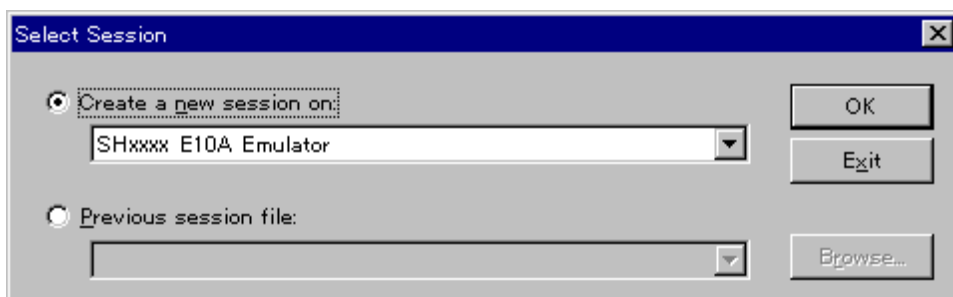 Select Session
Create a new session on:
OK
SHxxxx E10A Emulator
Exit
Previous session file:
Browse...